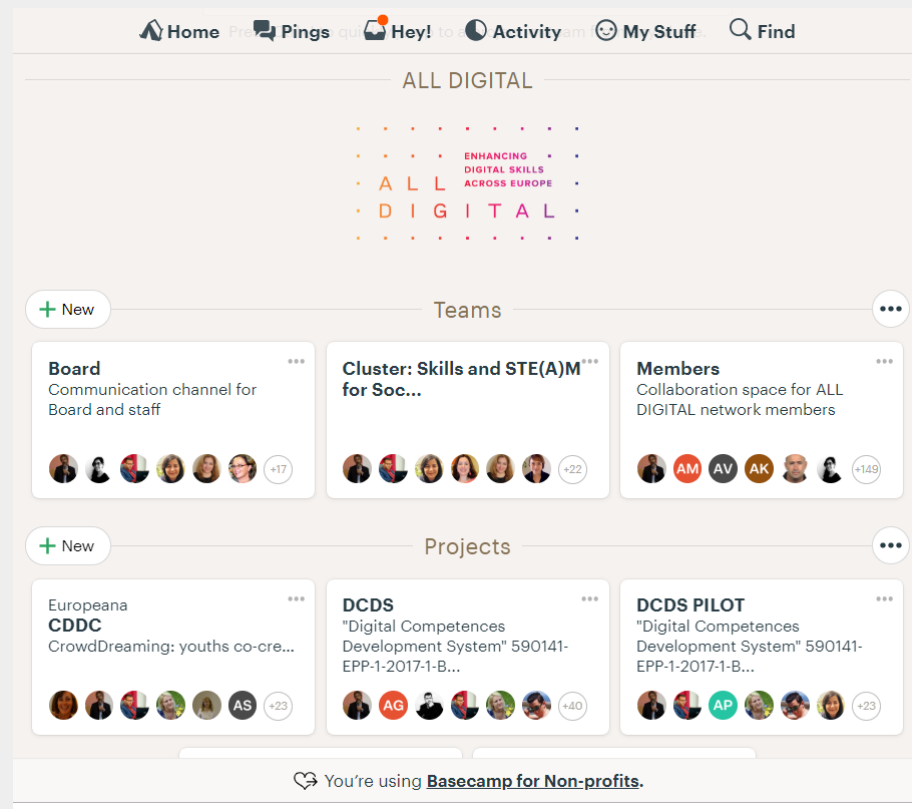 Home Pings Hey! Activity My Stuff Find
ALL DIGITAL
ENHANCING
DIGITAL SKILLS
ACROSS EUROPE
ALL
DIGITAL
+ New Teams
Board
Communication channel for
Board and staff
+17
Cluster: Skills and STE(A)M
for Soc...
+22
Members
Collaboration space for ALL
DIGITAL network members
AM AV AK +149
+ New Projects
Europeana
CDDC
CrowdDreaming: youths co-cre...
AS +23
DCDS
"Digital Competences
Development System" 590141-
EPP-1-2017-1-B...
AG +40
DCDS PILOT
"Digital Competences
Development System" 590141-
EPP-1-2017-1-B...
AP +23
You're using Basecamp for Non-profits.